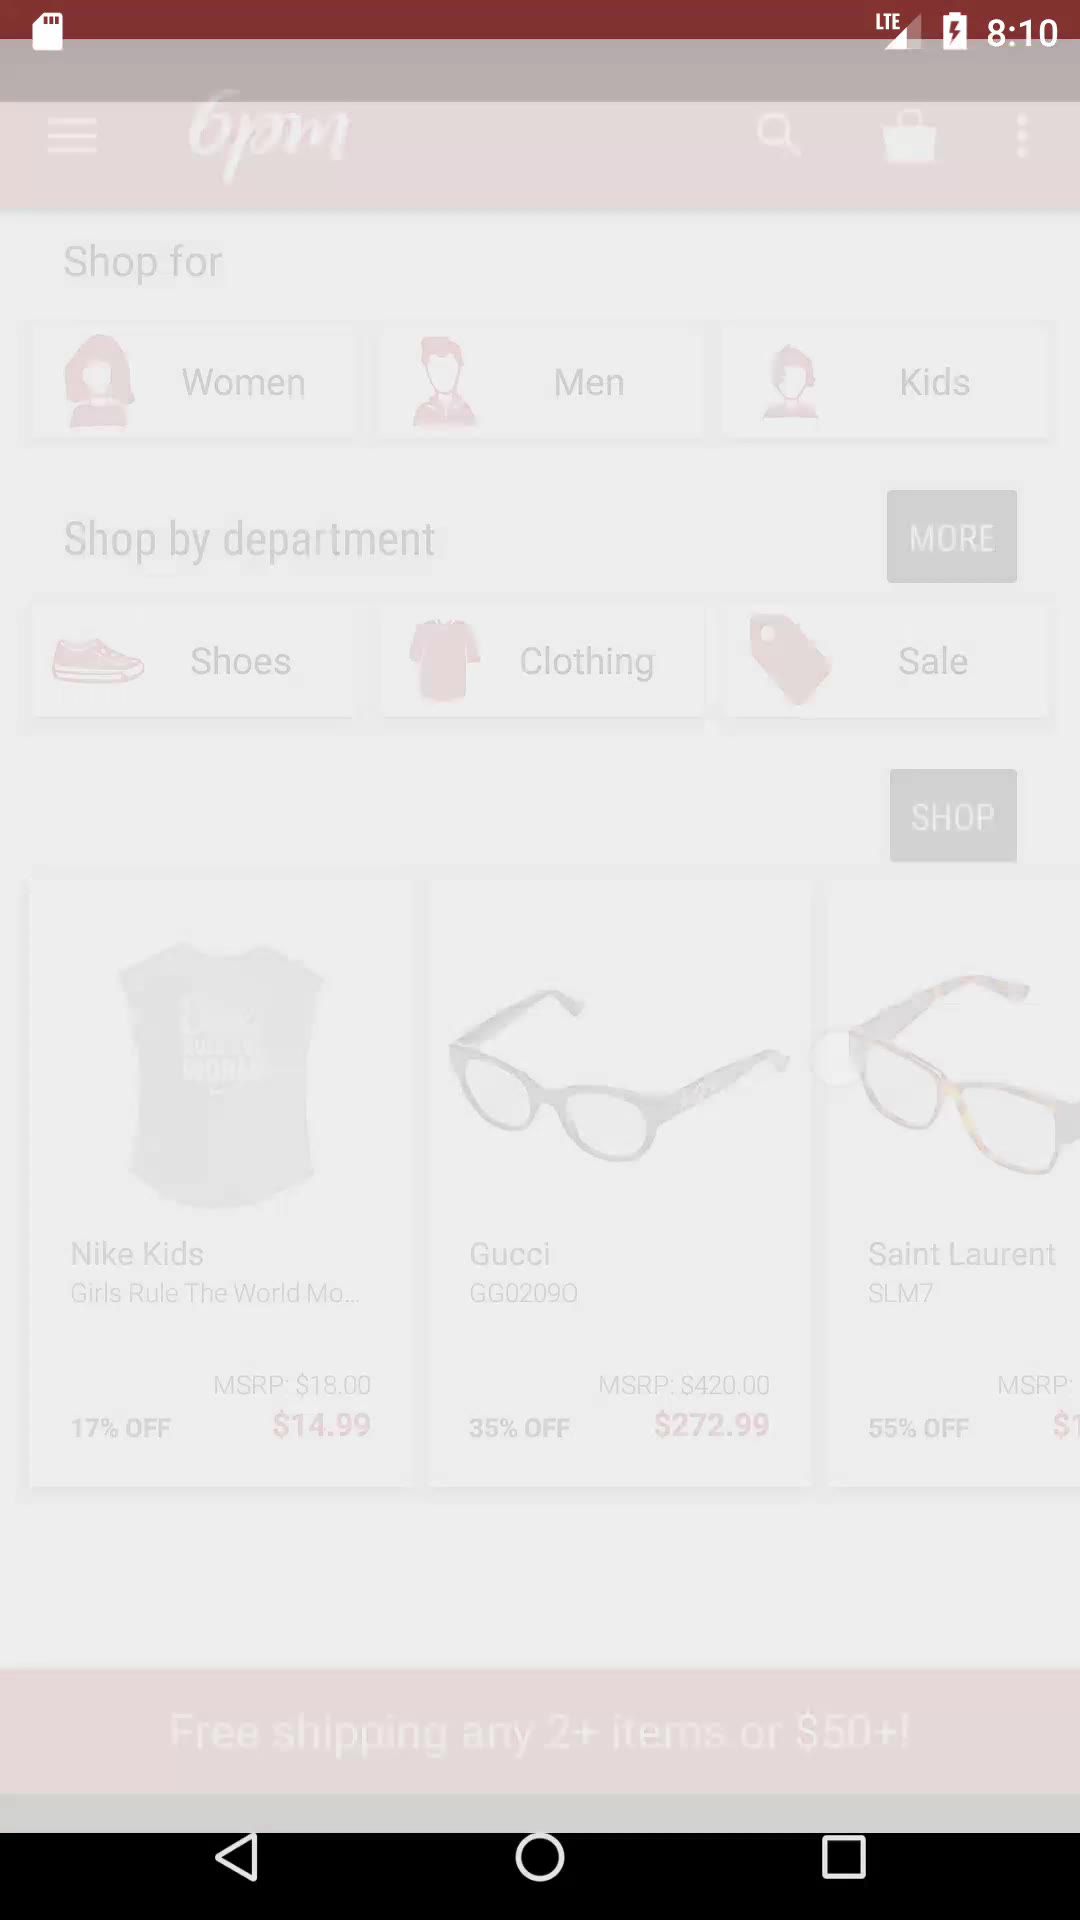 LTE 8:10
6pm
Shop for
Women Men Kids
Shop by department MORE
Shoes Clothing Sale
SHOP
Nike Kids Gucci Saint Laurent
Girls Rule The World Mo... GG0209O SLM7
MSRP: $18.00 MSRP: $420.00 MSRP:
17% OFF $14.99 35% OFF $272.99 55% OFF $1
Free shipping any 2+ items or $50+!